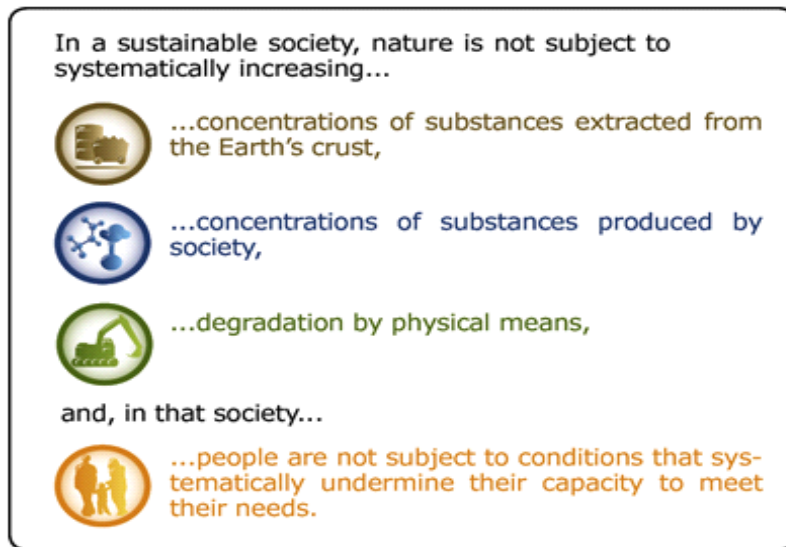 In a sustainable society, nature is not subject to
systematically increasing...
...concentrations of substances extracted from
the Earth's crust,
...concentrations of substances produced by
society,
...degradation by physical means,
and, in that society...
...people are not subject to conditions that sys-
tematically undermine their capacity to meet
their needs.